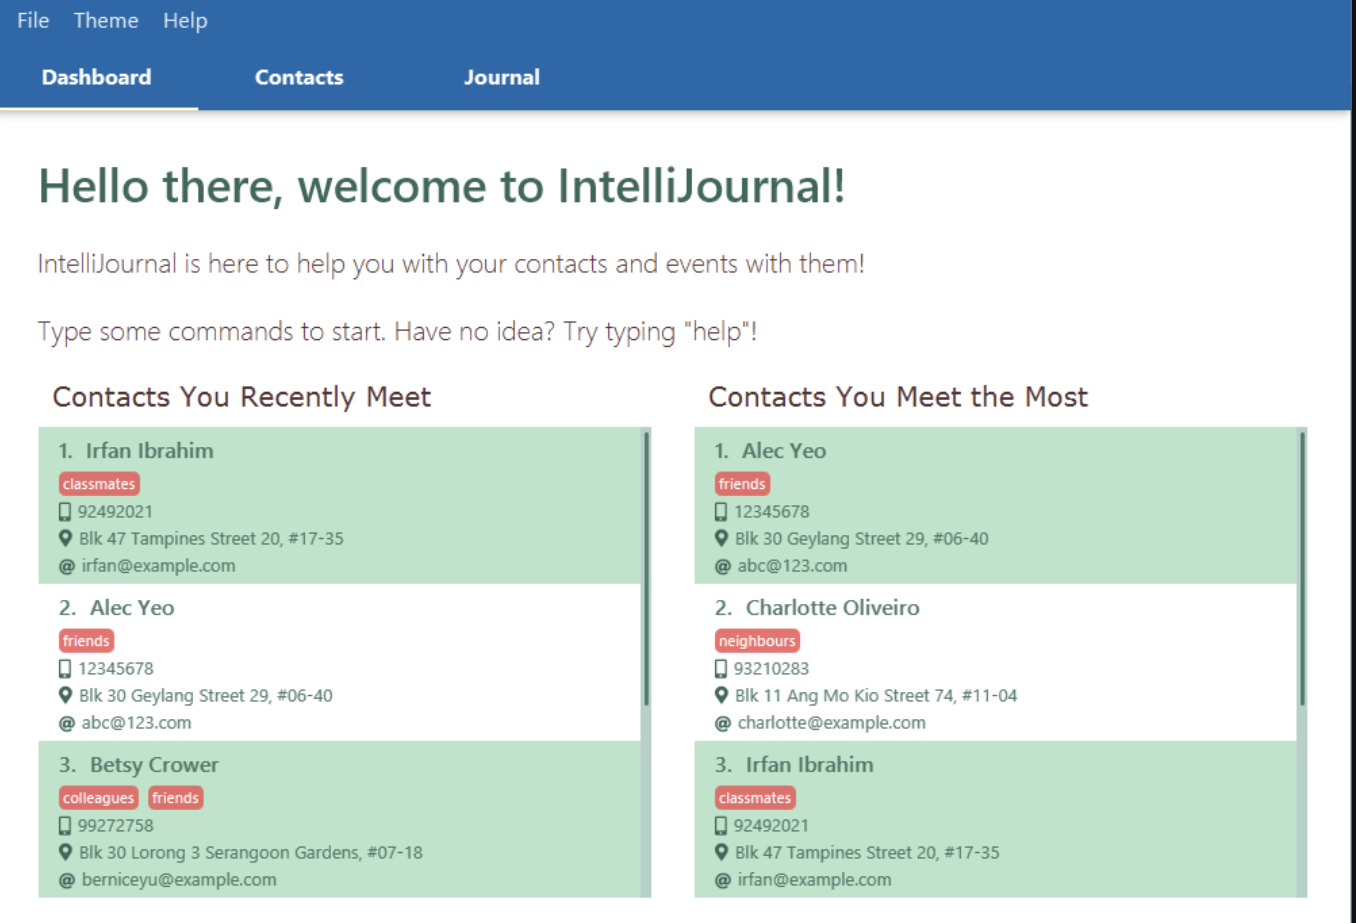 File Theme Help
Dashboard Contacts Journal
Hello there, welcome to IntelliJournal!
IntelliJournal is here to help you with your contacts and events with them!
Type some commands to start. Have no idea? Try typing "help"!
Contacts You Recently Meet
1. Irfan Ibrahim
classmates
92492021
Blk 47 Tampines Street 20, #17-35
@ irfan@example.com
2. Alec Yeo
friends
12345678
Blk 30 Geylang Street 29, #06-40
@ abc@123.com
3. Betsy Crower
colleagues friends
99272758
Blk 30 Lorong 3 Serangoon Gardens, #07-18
@ berniceyu@example.com
Contacts You Meet the Most
1. Alec Yeo
friends
12345678
Blk 30 Geylang Street 29, #06-40
@ abc@123.com
2. Charlotte Oliveiro
neighbours
93210283
Blk 11 Ang Mo Kio Street 74, #11-04
@ charlotte@example.com
3. Irfan Ibrahim
classmates
92492021
Blk 47 Tampines Street 20, #17-35
@ irfan@example.com